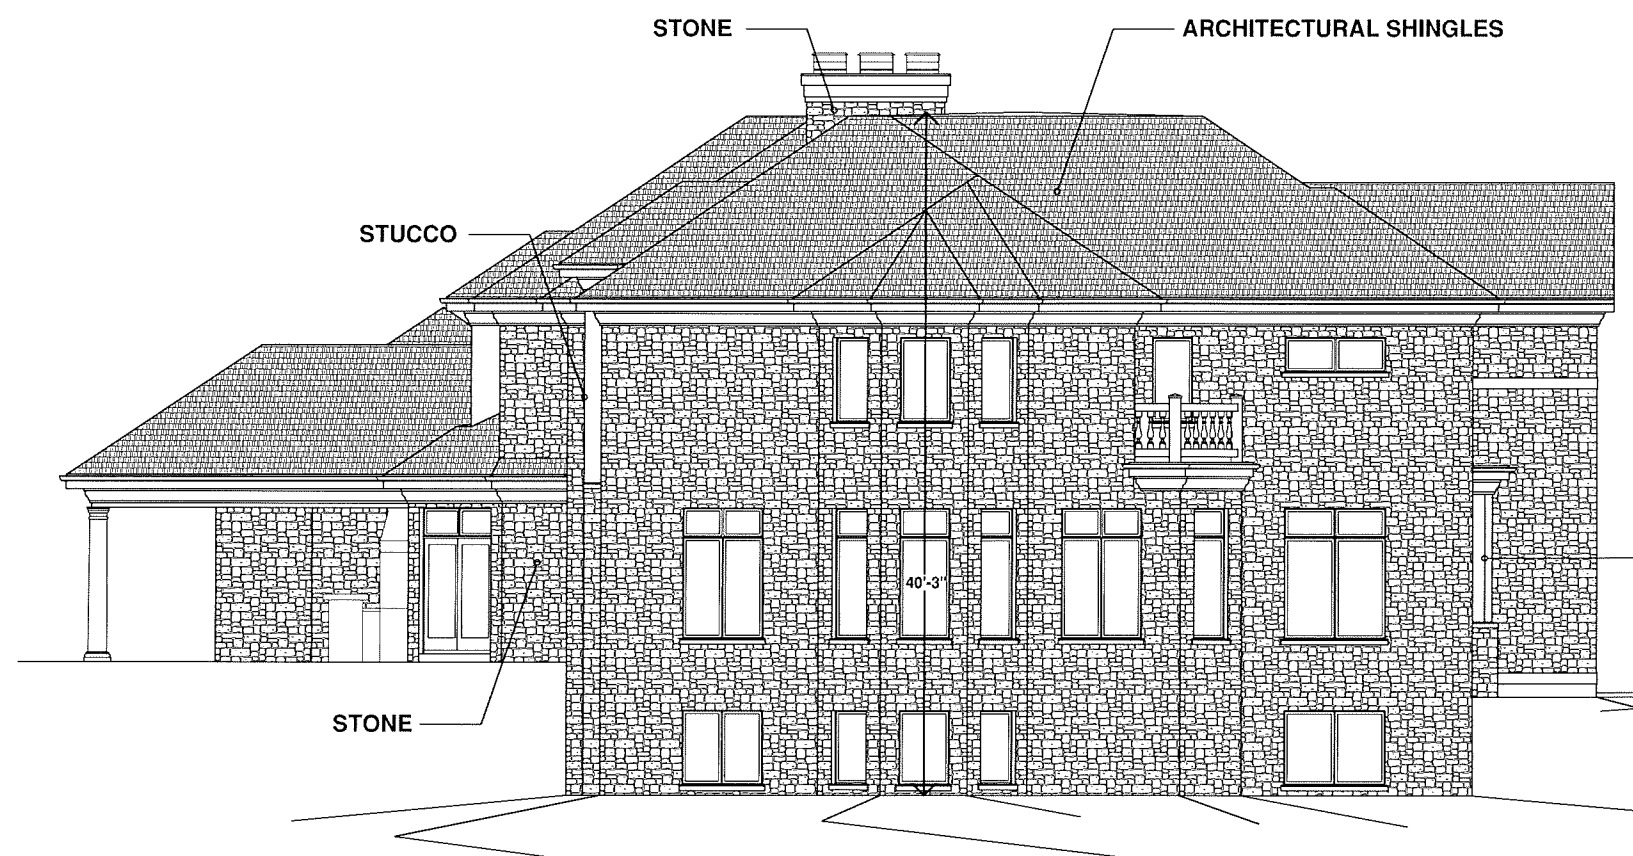 STONE
ARCHITECTURAL SHINGLES
STUCCO
40'-3"
STONE